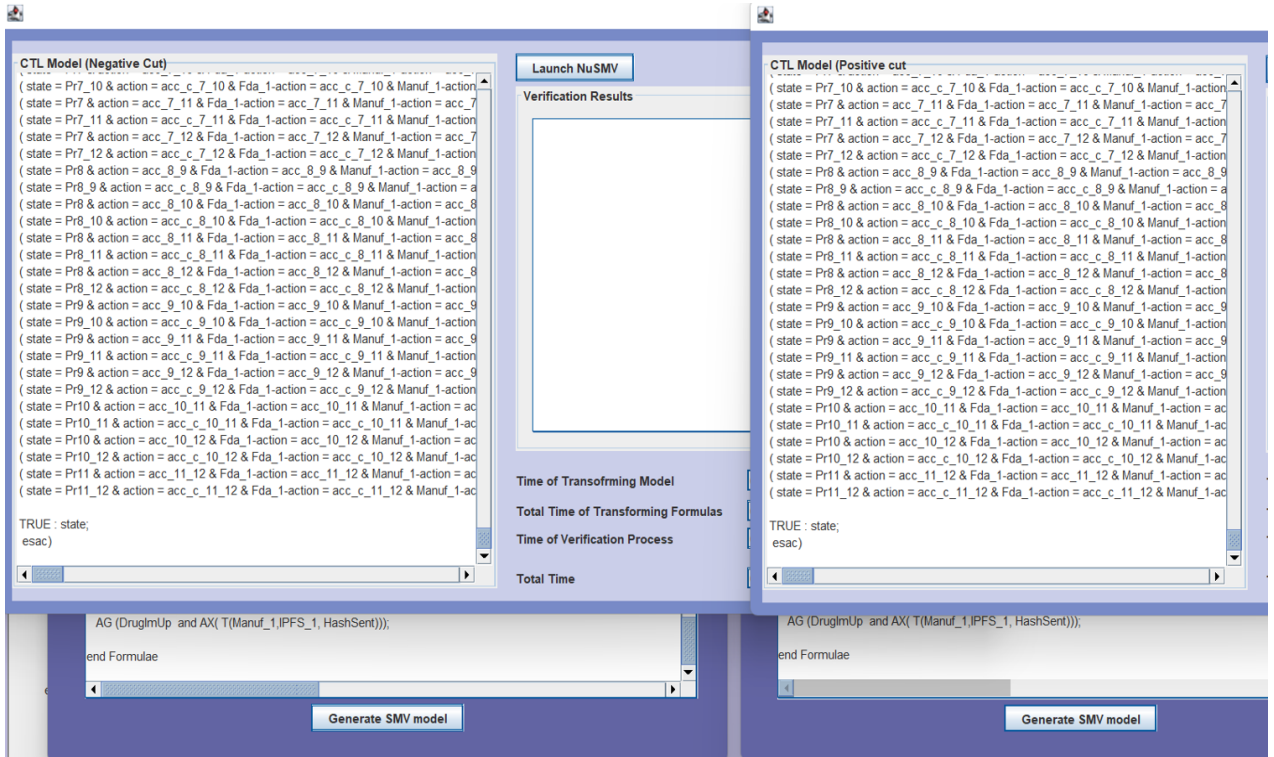 CTL Model (Negative Cut)
( state = Pr7_10 & action = acc_c_7_10 & Fda_1-action = acc_c_7_10 & Manuf_1-action
( state = Pr7 & action = acc_7_11 & Fda_1-action = acc_7_11 & Manuf_1-action = acc_7
( state = Pr7_11 & action = acc_c_7_11 & Fda_1-action = acc_c_7_11 & Manuf_1-action
( state = Pr7 & action = acc_7_12 & Fda_1-action = acc_7_12 & Manuf_1-action = acc_7
( state = Pr7_12 & action = acc_c_7_12 & Fda_1-action = acc_c_7_12 & Manuf_1-action
( state = Pr8 & action = acc_8_9 & Fda_1-action = acc_8_9 & Manuf_1-action = acc_8_9
( state = Pr8_9 & action = acc_c_8_9 & Fda_1-action = acc_c_8_9 & Manuf_1-action = a
( state = Pr8 & action = acc_8_10 & Fda_1-action = acc_8_10 & Manuf_1-action = acc_8
( state = Pr8_10 & action = acc_c_8_10 & Fda_1-action = acc_c_8_10 & Manuf_1-action
( state = Pr8 & action = acc_8_11 & Fda_1-action = acc_8_11 & Manuf_1-action = acc_8
( state = Pr8_11 & action = acc_c_8_11 & Fda_1-action = acc_c_8_11 & Manuf_1-action
( state = Pr8 & action = acc_8_12 & Fda_1-action = acc_8_12 & Manuf_1-action = acc_8
( state = Pr8_12 & action = acc_c_8_12 & Fda_1-action = acc_c_8_12 & Manuf_1-action
( state = Pr9 & action = acc_9_10 & Fda_1-action = acc_9_10 & Manuf_1-action = acc_9
( state = Pr9_10 & action = acc_c_9_10 & Fda_1-action = acc_c_9_10 & Manuf_1-action
( state = Pr9 & action = acc_9_11 & Fda_1-action = acc_9_11 & Manuf_1-action = acc_9
( state = Pr9_11 & action = acc_c_9_11 & Fda_1-action = acc_c_9_11 & Manuf_1-action
( state = Pr9 & action = acc_9_12 & Fda_1-action = acc_9_12 & Manuf_1-action = acc_9
( state = Pr9_12 & action = acc_c_9_12 & Fda_1-action = acc_c_9_12 & Manuf_1-action
( state = Pr10 & action = acc_10_11 & Fda_1-action = acc_10_11 & Manuf_1-action = ac
( state = Pr10_11 & action = acc_c_10_11 & Fda_1-action = acc_c_10_11 & Manuf_1-ac
( state = Pr10 & action = acc_10_12 & Fda_1-action = acc_10_12 & Manuf_1-action = ac
( state = Pr10_12 & action = acc_c_10_12 & Fda_1-action = acc_c_10_12 & Manuf_1-ac
( state = Pr11 & action = acc_11_12 & Fda_1-action = acc_11_12 & Manuf_1-action = ac
( state = Pr11_12 & action = acc_c_11_12 & Fda_1-action = acc_c_11_12 & Manuf_1-ac
TRUE : state;
esac)
Launch NuSMV
Verification Results
Time of Transofrming Model
Total Time of Transforming Formulas
Time of Verification Process
Total Time
AG (DrugImUp and AX( T(Manuf_1,IPFS_1, HashSent)));
end Formulae
Generate SMV model
CTL Model (Positive cut
( state = Pr7_10 & action = acc_c_7_10 & Fda_1-action = acc_c_7_10 & Manuf_1-action
( state = Pr7 & action = acc_7_11 & Fda_1-action = acc_7_11 & Manuf_1-action = acc_7
( state = Pr7_11 & action = acc_c_7_11 & Fda_1-action = acc_c_7_11 & Manuf_1-action
( state = Pr7 & action = acc_7_12 & Fda_1-action = acc_7_12 & Manuf_1-action = acc_7
( state = Pr7_12 & action = acc_c_7_12 & Fda_1-action = acc_c_7_12 & Manuf_1-action
( state = Pr8 & action = acc_8_9 & Fda_1-action = acc_8_9 & Manuf_1-action = acc_8_9
( state = Pr8_9 & action = acc_c_8_9 & Fda_1-action = acc_c_8_9 & Manuf_1-action = a
( state = Pr8 & action = acc_8_10 & Fda_1-action = acc_8_10 & Manuf_1-action = acc_8
( state = Pr8_10 & action = acc_c_8_10 & Fda_1-action = acc_c_8_10 & Manuf_1-action
( state = Pr8 & action = acc_8_11 & Fda_1-action = acc_8_11 & Manuf_1-action = acc_8
( state = Pr8_11 & action = acc_c_8_11 & Fda_1-action = acc_c_8_11 & Manuf_1-action
( state = Pr8 & action = acc_8_12 & Fda_1-action = acc_8_12 & Manuf_1-action = acc_8
( state = Pr8_12 & action = acc_c_8_12 & Fda_1-action = acc_c_8_12 & Manuf_1-action
( state = Pr9 & action = acc_9_10 & Fda_1-action = acc_9_10 & Manuf_1-action = acc_9
( state = Pr9_10 & action = acc_c_9_10 & Fda_1-action = acc_c_9_10 & Manuf_1-action
( state = Pr9 & action = acc_9_11 & Fda_1-action = acc_9_11 & Manuf_1-action = acc_9
( state = Pr9_11 & action = acc_c_9_11 & Fda_1-action = acc_c_9_11 & Manuf_1-action
( state = Pr9 & action = acc_9_12 & Fda_1-action = acc_9_12 & Manuf_1-action = acc_9
( state = Pr9_12 & action = acc_c_9_12 & Fda_1-action = acc_c_9_12 & Manuf_1-action
( state = Pr10 & action = acc_10_11 & Fda_1-action = acc_10_11 & Manuf_1-action = ac
( state = Pr10_11 & action = acc_c_10_11 & Fda_1-action = acc_c_10_11 & Manuf_1-ac
( state = Pr10 & action = acc_10_12 & Fda_1-action = acc_10_12 & Manuf_1-action = ac
( state = Pr10_12 & action = acc_c_10_12 & Fda_1-action = acc_c_10_12 & Manuf_1-ac
( state = Pr11 & action = acc_11_12 & Fda_1-action = acc_11_12 & Manuf_1-action = ac
( state = Pr11_12 & action = acc_c_11_12 & Fda_1-action = acc_c_11_12 & Manuf_1-ac
TRUE : state;
esac)
AG (DrugImUp and AX( T(Manuf_1,IPFS_1, HashSent)));
end Formulae
Generate SMV model